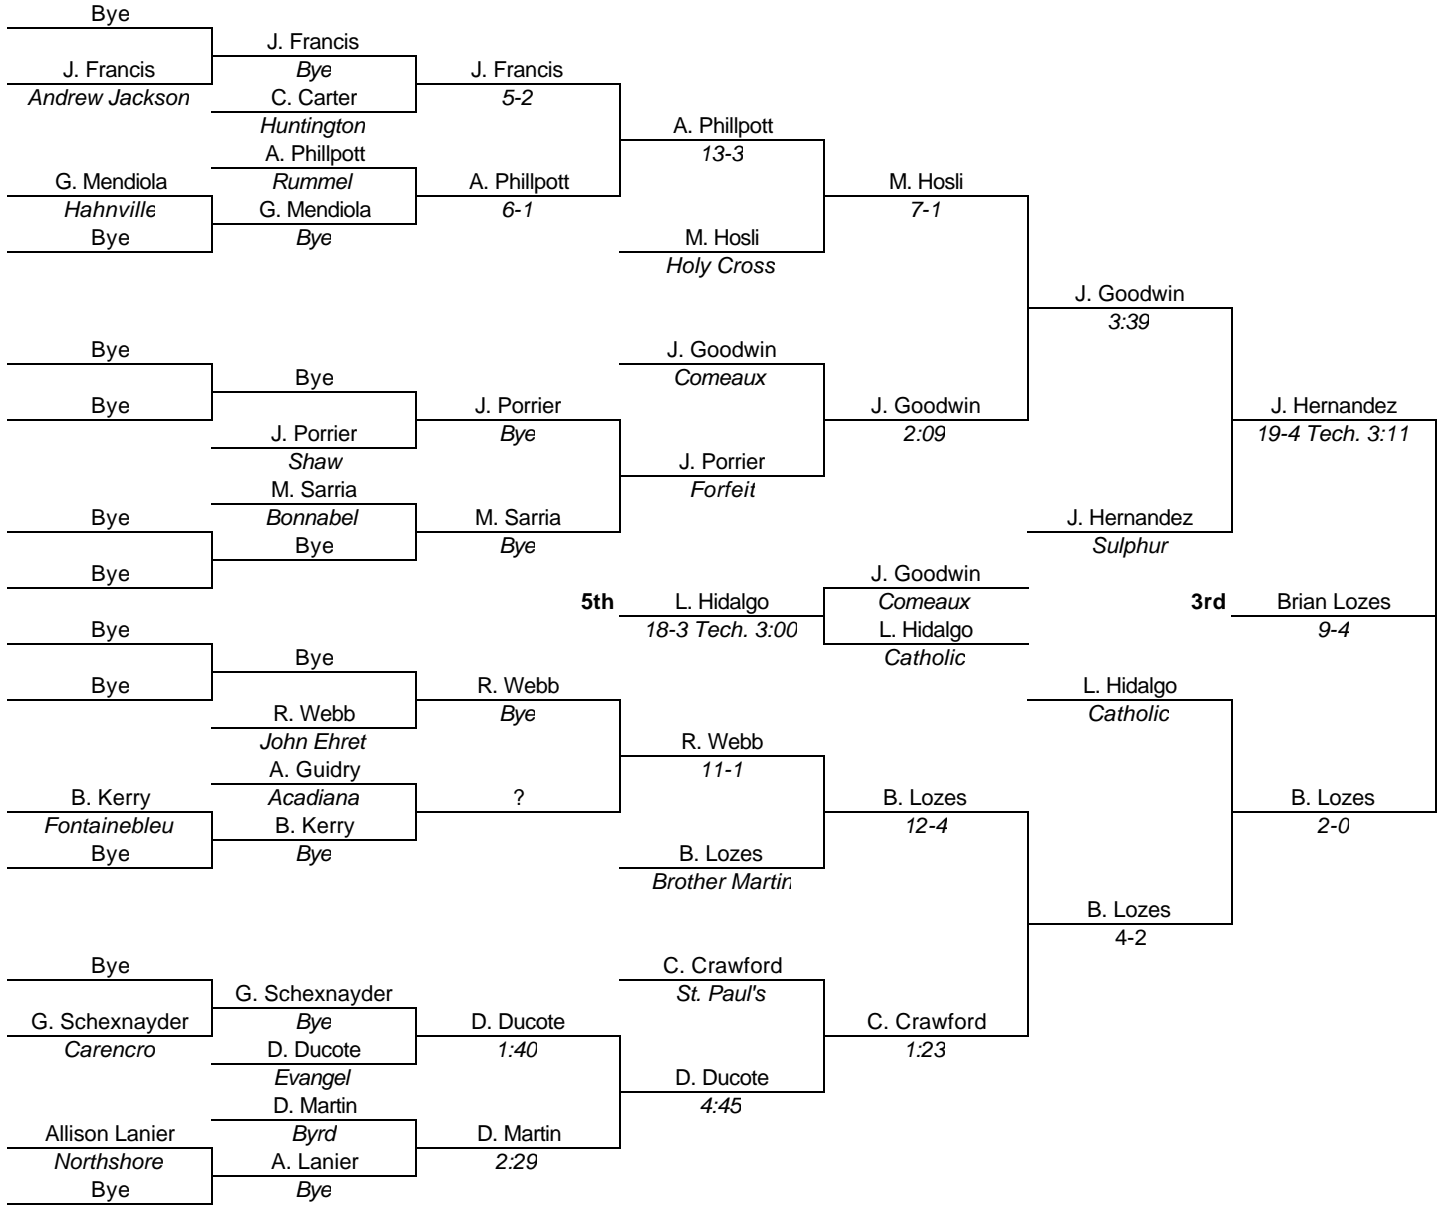 Bye
J. Francis
J. Francis
Bye
J. Francis
Andrew Jackson
C. Carter
5-2
Huntington
A. Phillpott
A. Phillpott
13-3
G. Mendiola
Rummel
A. Phillpott
M. Hosli
Hahnville
G. Mendiola
6-1
7-1
Bye
Bye
M. Hosli
Holy Cross
J. Goodwin
3:39
Bye
J. Goodwin
Bye
Comeaux
Bye
J. Porrier
J. Goodwin
J. Hernandez
J. Porrier
Bye
2:09
19-4 Tech. 3:11
Shaw
J. Porrier
M. Sarria
Forfeit
Bye
Bonnabel
M. Sarria
J. Hernandez
Bye
Bye
Sulphur
Bye
J. Goodwin
5th
L. Hidalgo
Comeaux
3rd
Brian Lozes
Bye
18-3 Tech. 3:00
L. Hidalgo
9-4
Bye
Catholic
Bye
R. Webb
L. Hidalgo
R. Webb
Bye
Catholic
John Ehret
R. Webb
A. Guidry
11-1
B. Kerry
Acadiana
?
B. Lozes
B. Lozes
Fontainebleu
B. Kerry
12-4
2-0
Bye
Bye
B. Lozes
Brother Martin
B. Lozes
4-2
Bye
C. Crawford
G. Schexnayder
St. Paul's
G. Schexnayder
Bye
D. Ducote
C. Crawford
Carencro
D. Ducote
1:40
1:23
Evangel
D. Ducote
D. Martin
4:45
Allison Lanier
Byrd
D. Martin
Northshore
A. Lanier
2:29
Bye
Bye